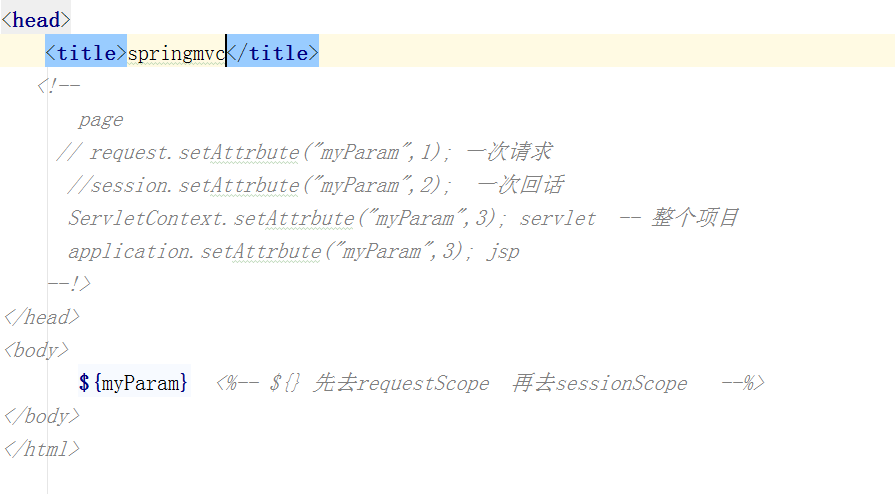 <head>
<title>springmvc</title>
<!--
page
// request.setAttrbute("myParam",1); 一次请求
//session.setAttrbute("myParam",2); 一次回话
ServletContext.setAttrbute("myParam",3); servlet -- 整个项目
application.setAttrbute("myParam",3); jsp
--!>
</head>
<body>
${myParam} <%-- ${} 先去requestScope 再去sessionScope --%>
</body>
</html>